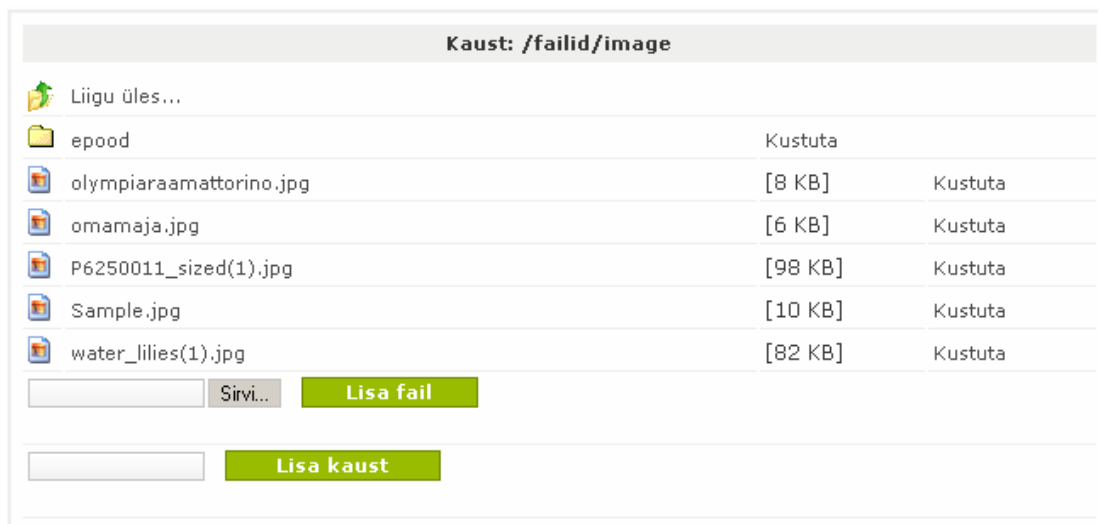 Kaust: /failid/image
Liigu üles...
epood Kustuta
olympiaraamattorino.jpg [8 KB] Kustuta
omamaja.jpg [6 KB] Kustuta
P6250011_sized(1).jpg [98 KB] Kustuta
Sample.jpg [10 KB] Kustuta
water_lilies(1).jpg [82 KB] Kustuta
Sirvi... Lisa fail
Lisa kaust